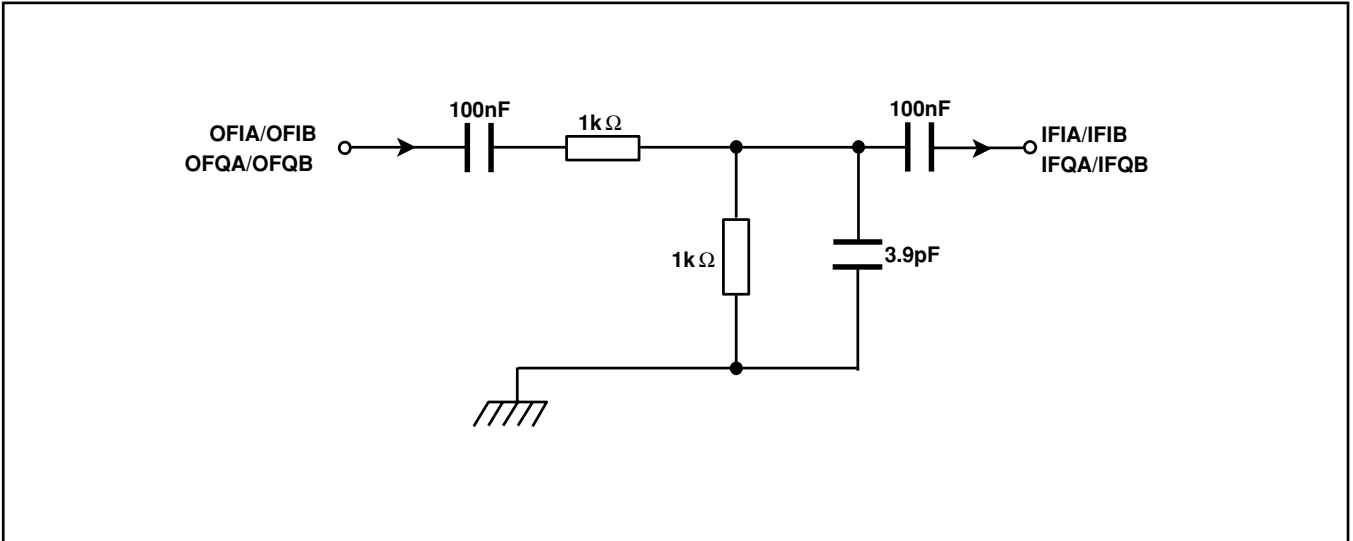 100nF
1kΩ
100nF
OFIA/OFIB
OFQA/OFQB
IFIA/IFIB
IFQA/IFQB
1kΩ
3.9pF